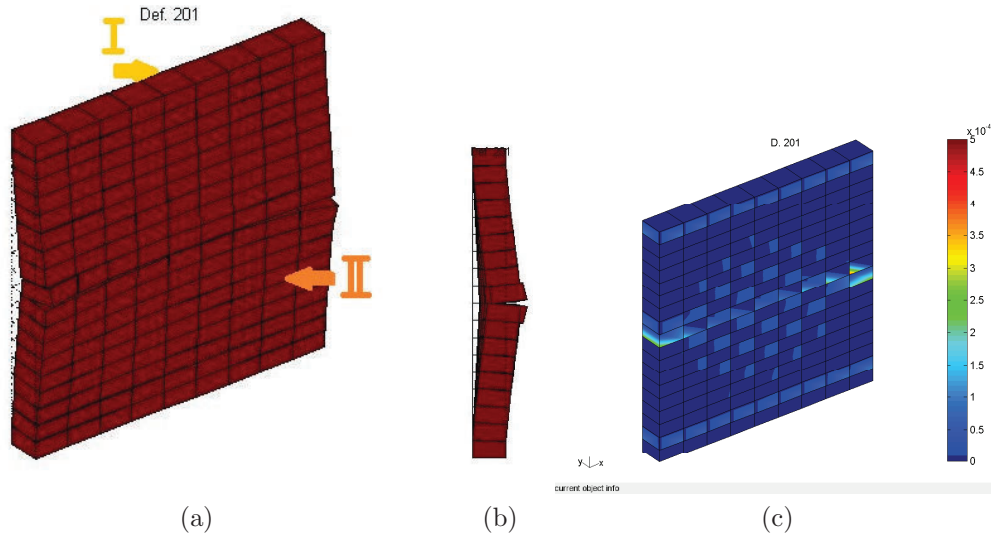 Def. 201
I
II
D. 201
x 10⁻⁴
5
4.5
4
3.5
3
2.5
2
1.5
1
0.5
0
y x
current object info
(a)
(b)
(c)